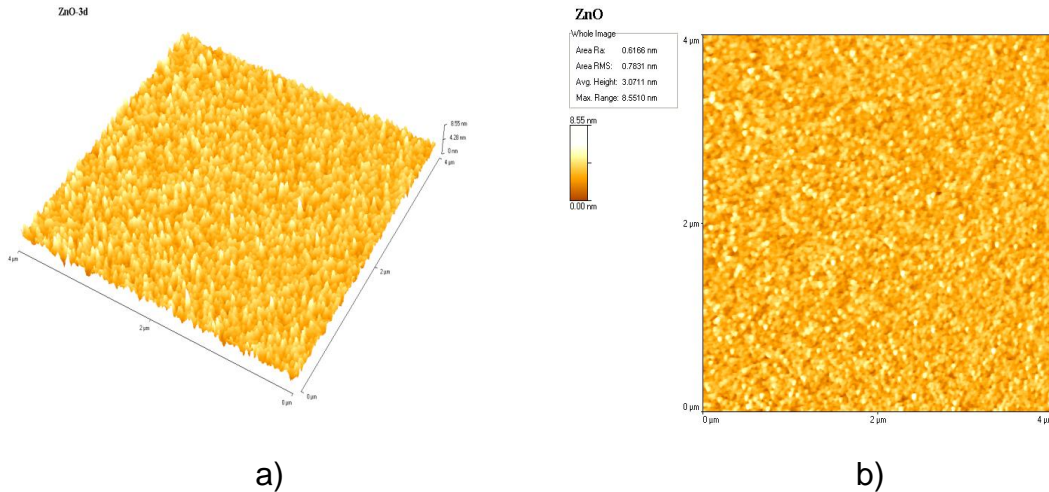 ZnO-3d
8.55 nm
4.28 nm
0 nm
4 µm
4 µm
2 µm
2 µm
0 µm
0 µm
a)
ZnO
Whole Image
Area Ra: 0.6166 nm
Area RMS: 0.7831 nm
Avg. Height: 3.0711 nm
Max. Range: 8.5510 nm
8.55 nm
0.00 nm
4 µm
2 µm
0 µm
0 µm
2 µm
4 µm
b)